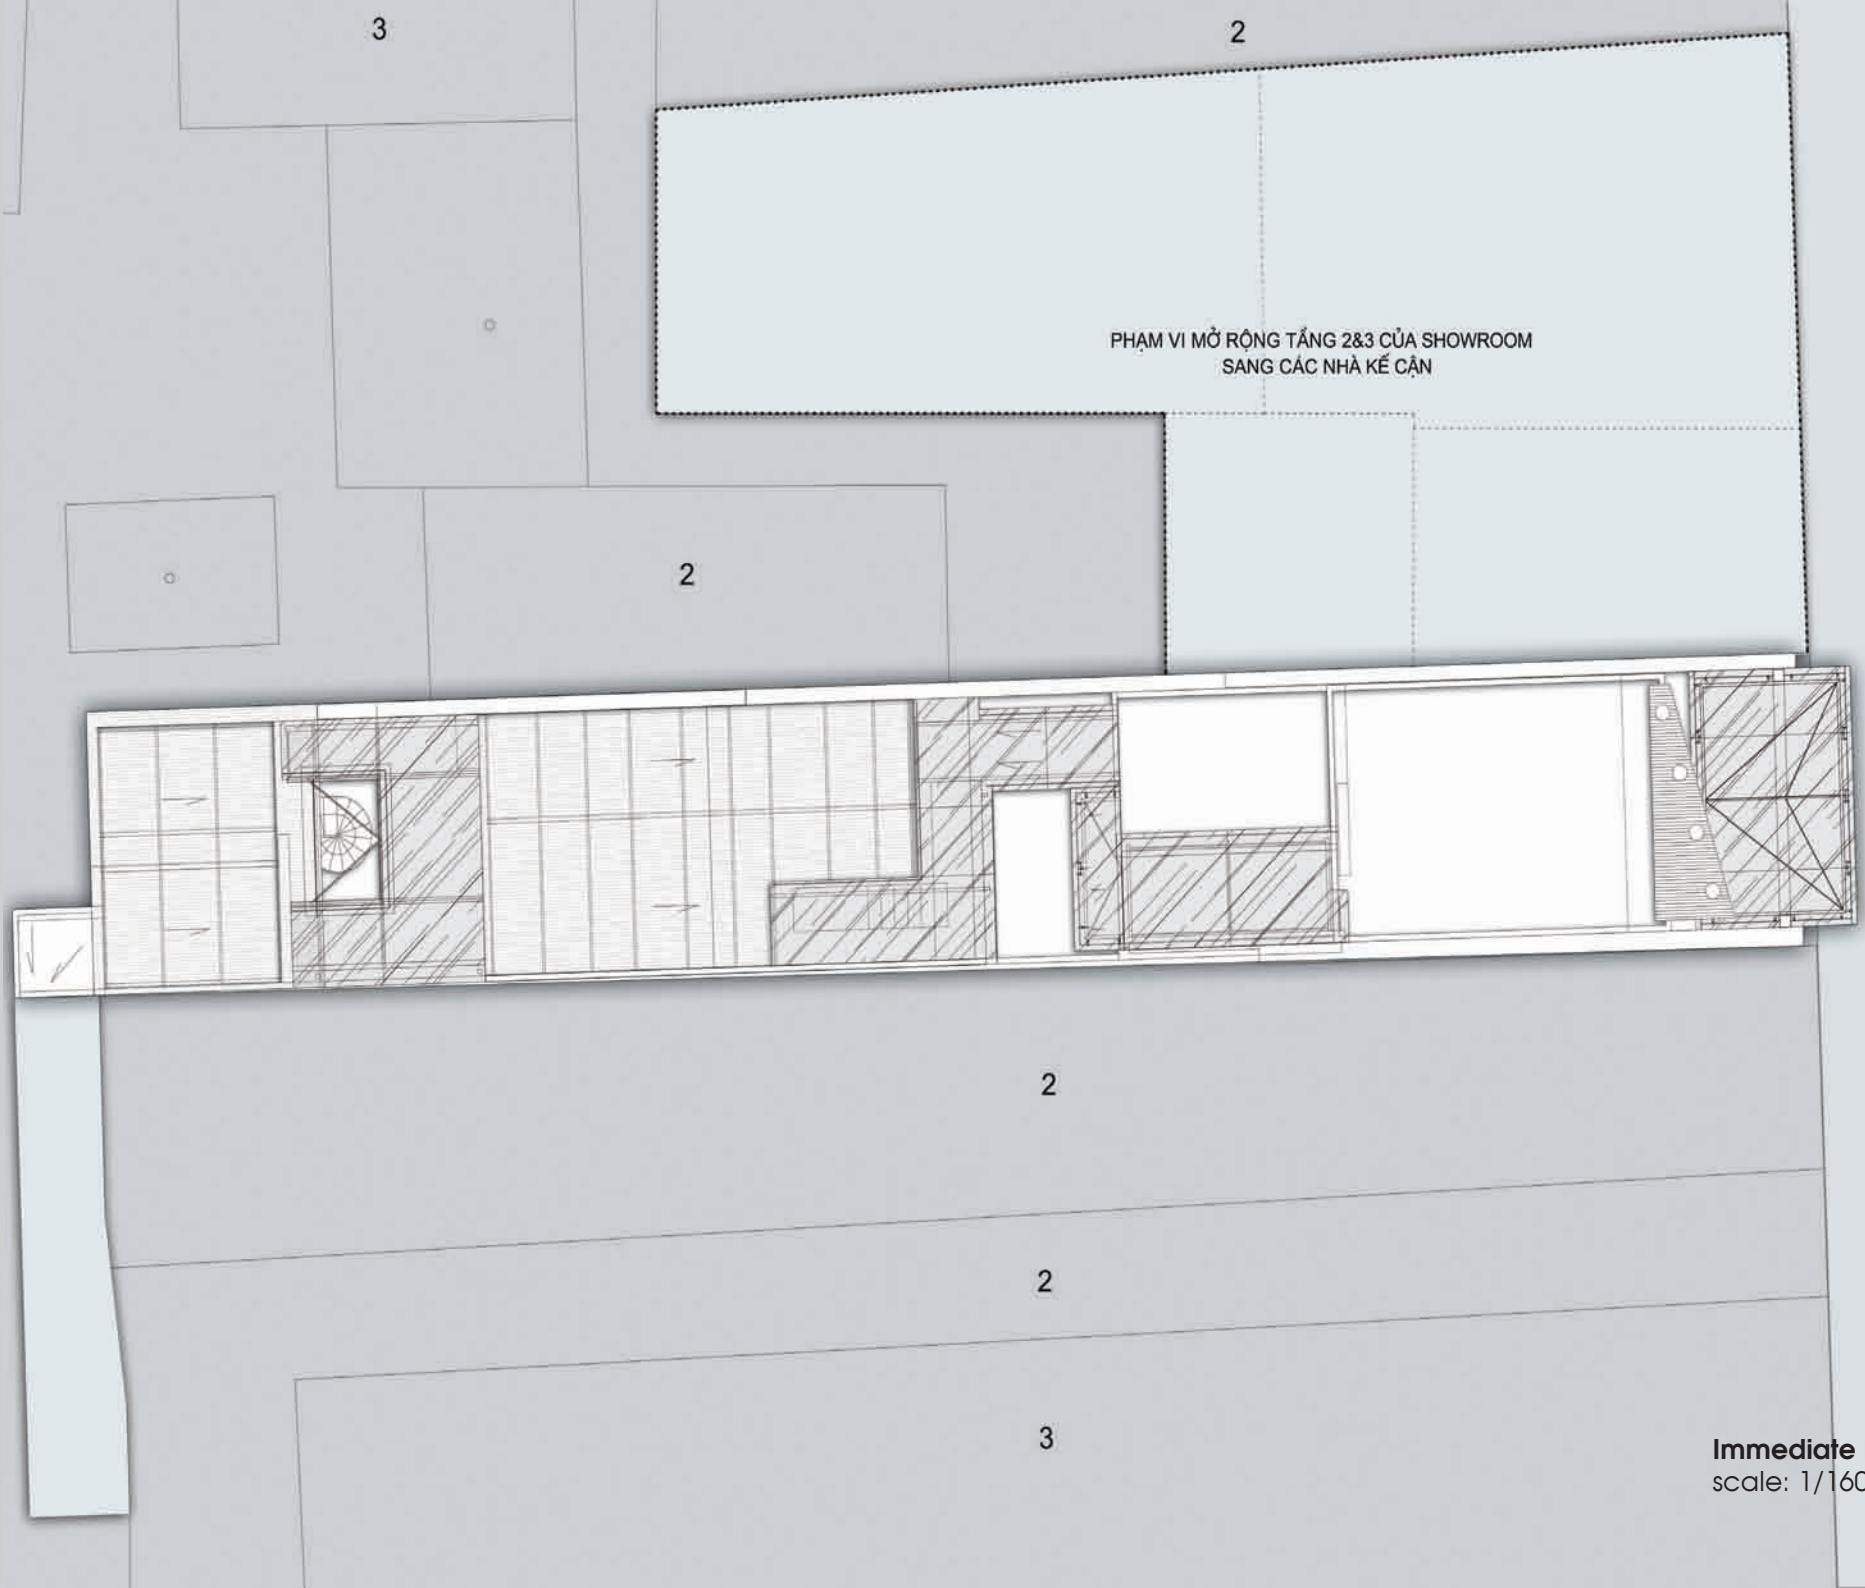 3
2
PHẠM VI MỞ RỘNG TẦNG 2&3 CỦA SHOWROOM
SANG CÁC NHÀ KẾ CẬN
2
2
2
3
Immediate
scale: 1/160